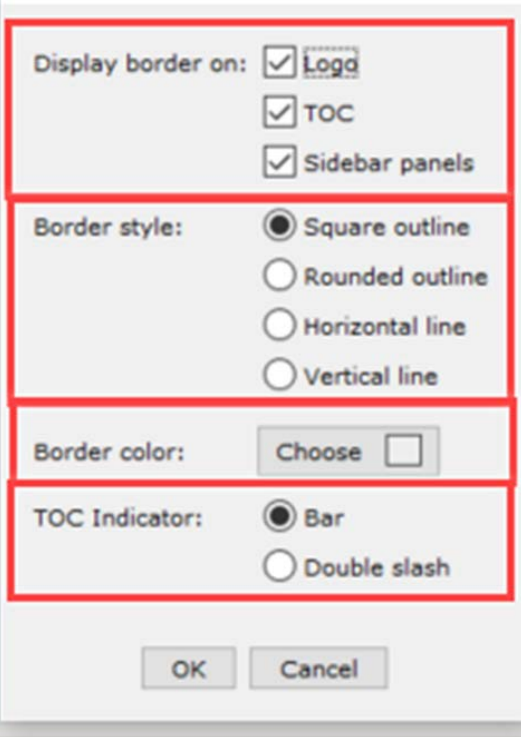 Display border on: Logo
TOC
Sidebar panels
Border style: Square outline
Rounded outline
Horizontal line
Vertical line
Border color: Choose
TOC Indicator: Bar
Double slash
OK Cancel